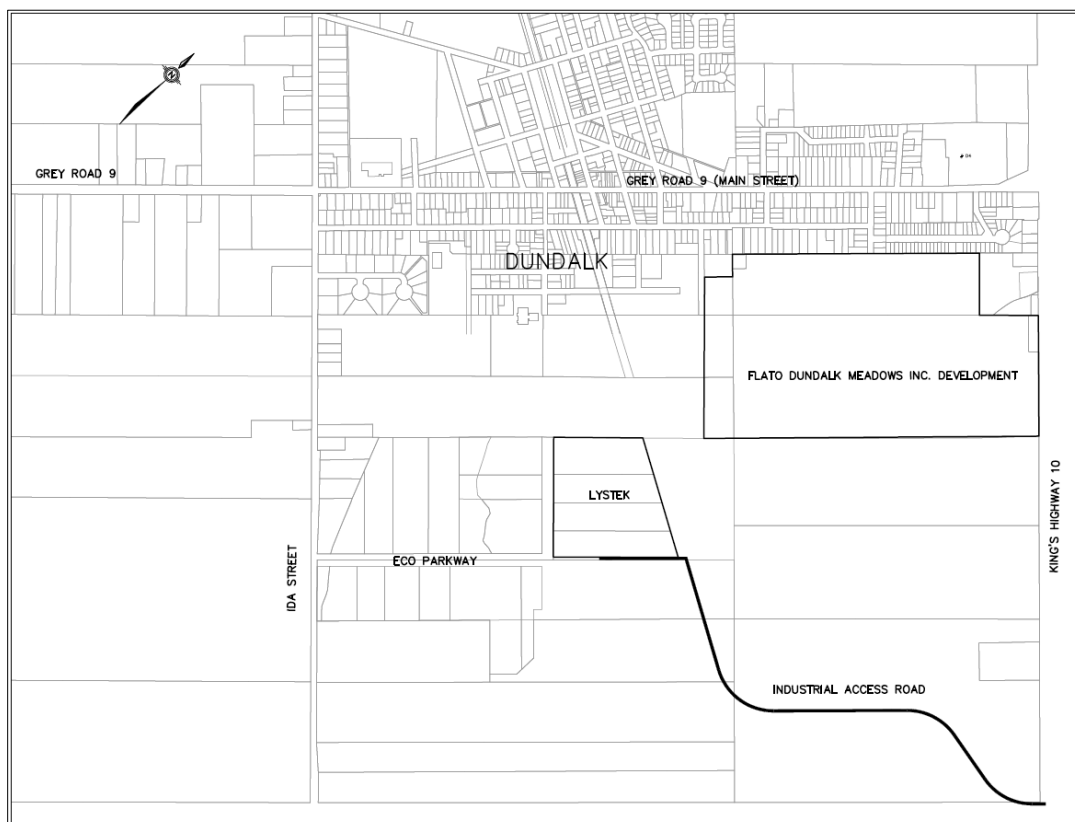 N
GREY ROAD 9
GREY ROAD 9 (MAIN STREET)
DUNDALK
FLATO DUNDALK MEADOWS INC. DEVELOPMENT
LYSTEK
KING'S HIGHWAY 10
ECO PARKWAY
IDA STREET
INDUSTRIAL ACCESS ROAD